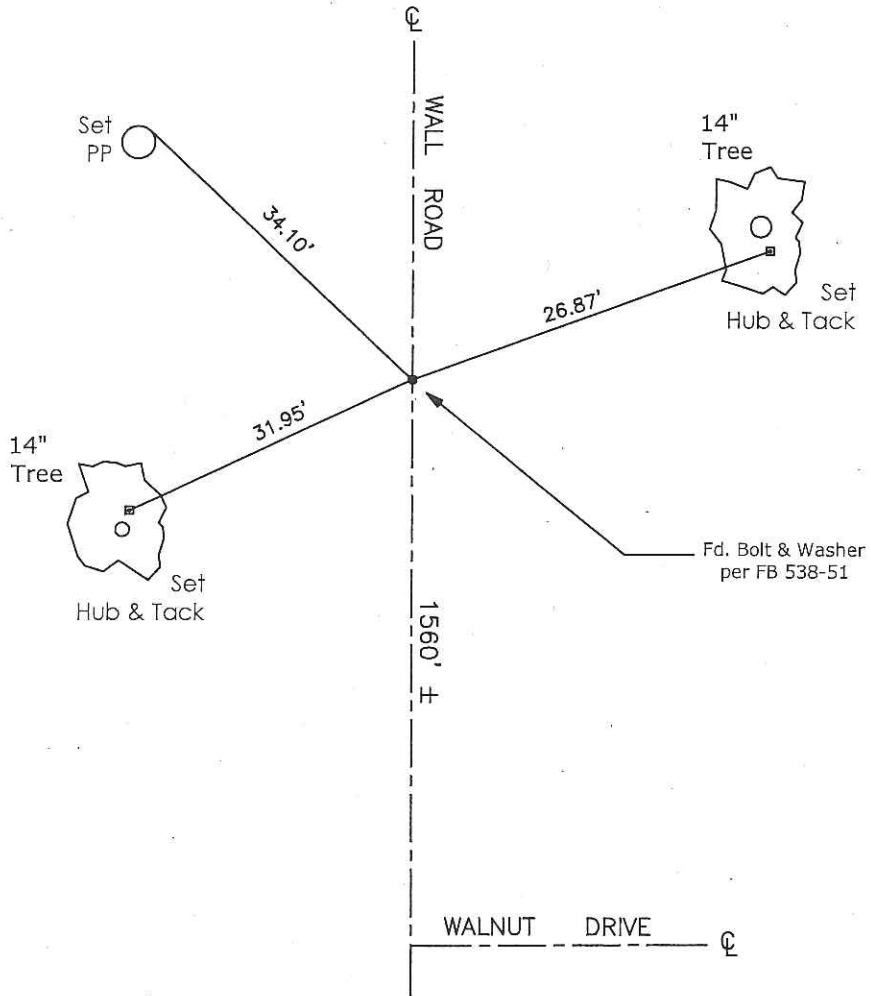 ℄
WALL ROAD
Set
PP
14"
Tree
34.10'
26.87'
Set
Hub & Tack
31.95'
14"
Tree
Set
Hub & Tack
Fd. Bolt & Washer
per FB 538-51
1560' ±
WALNUT DRIVE ℄